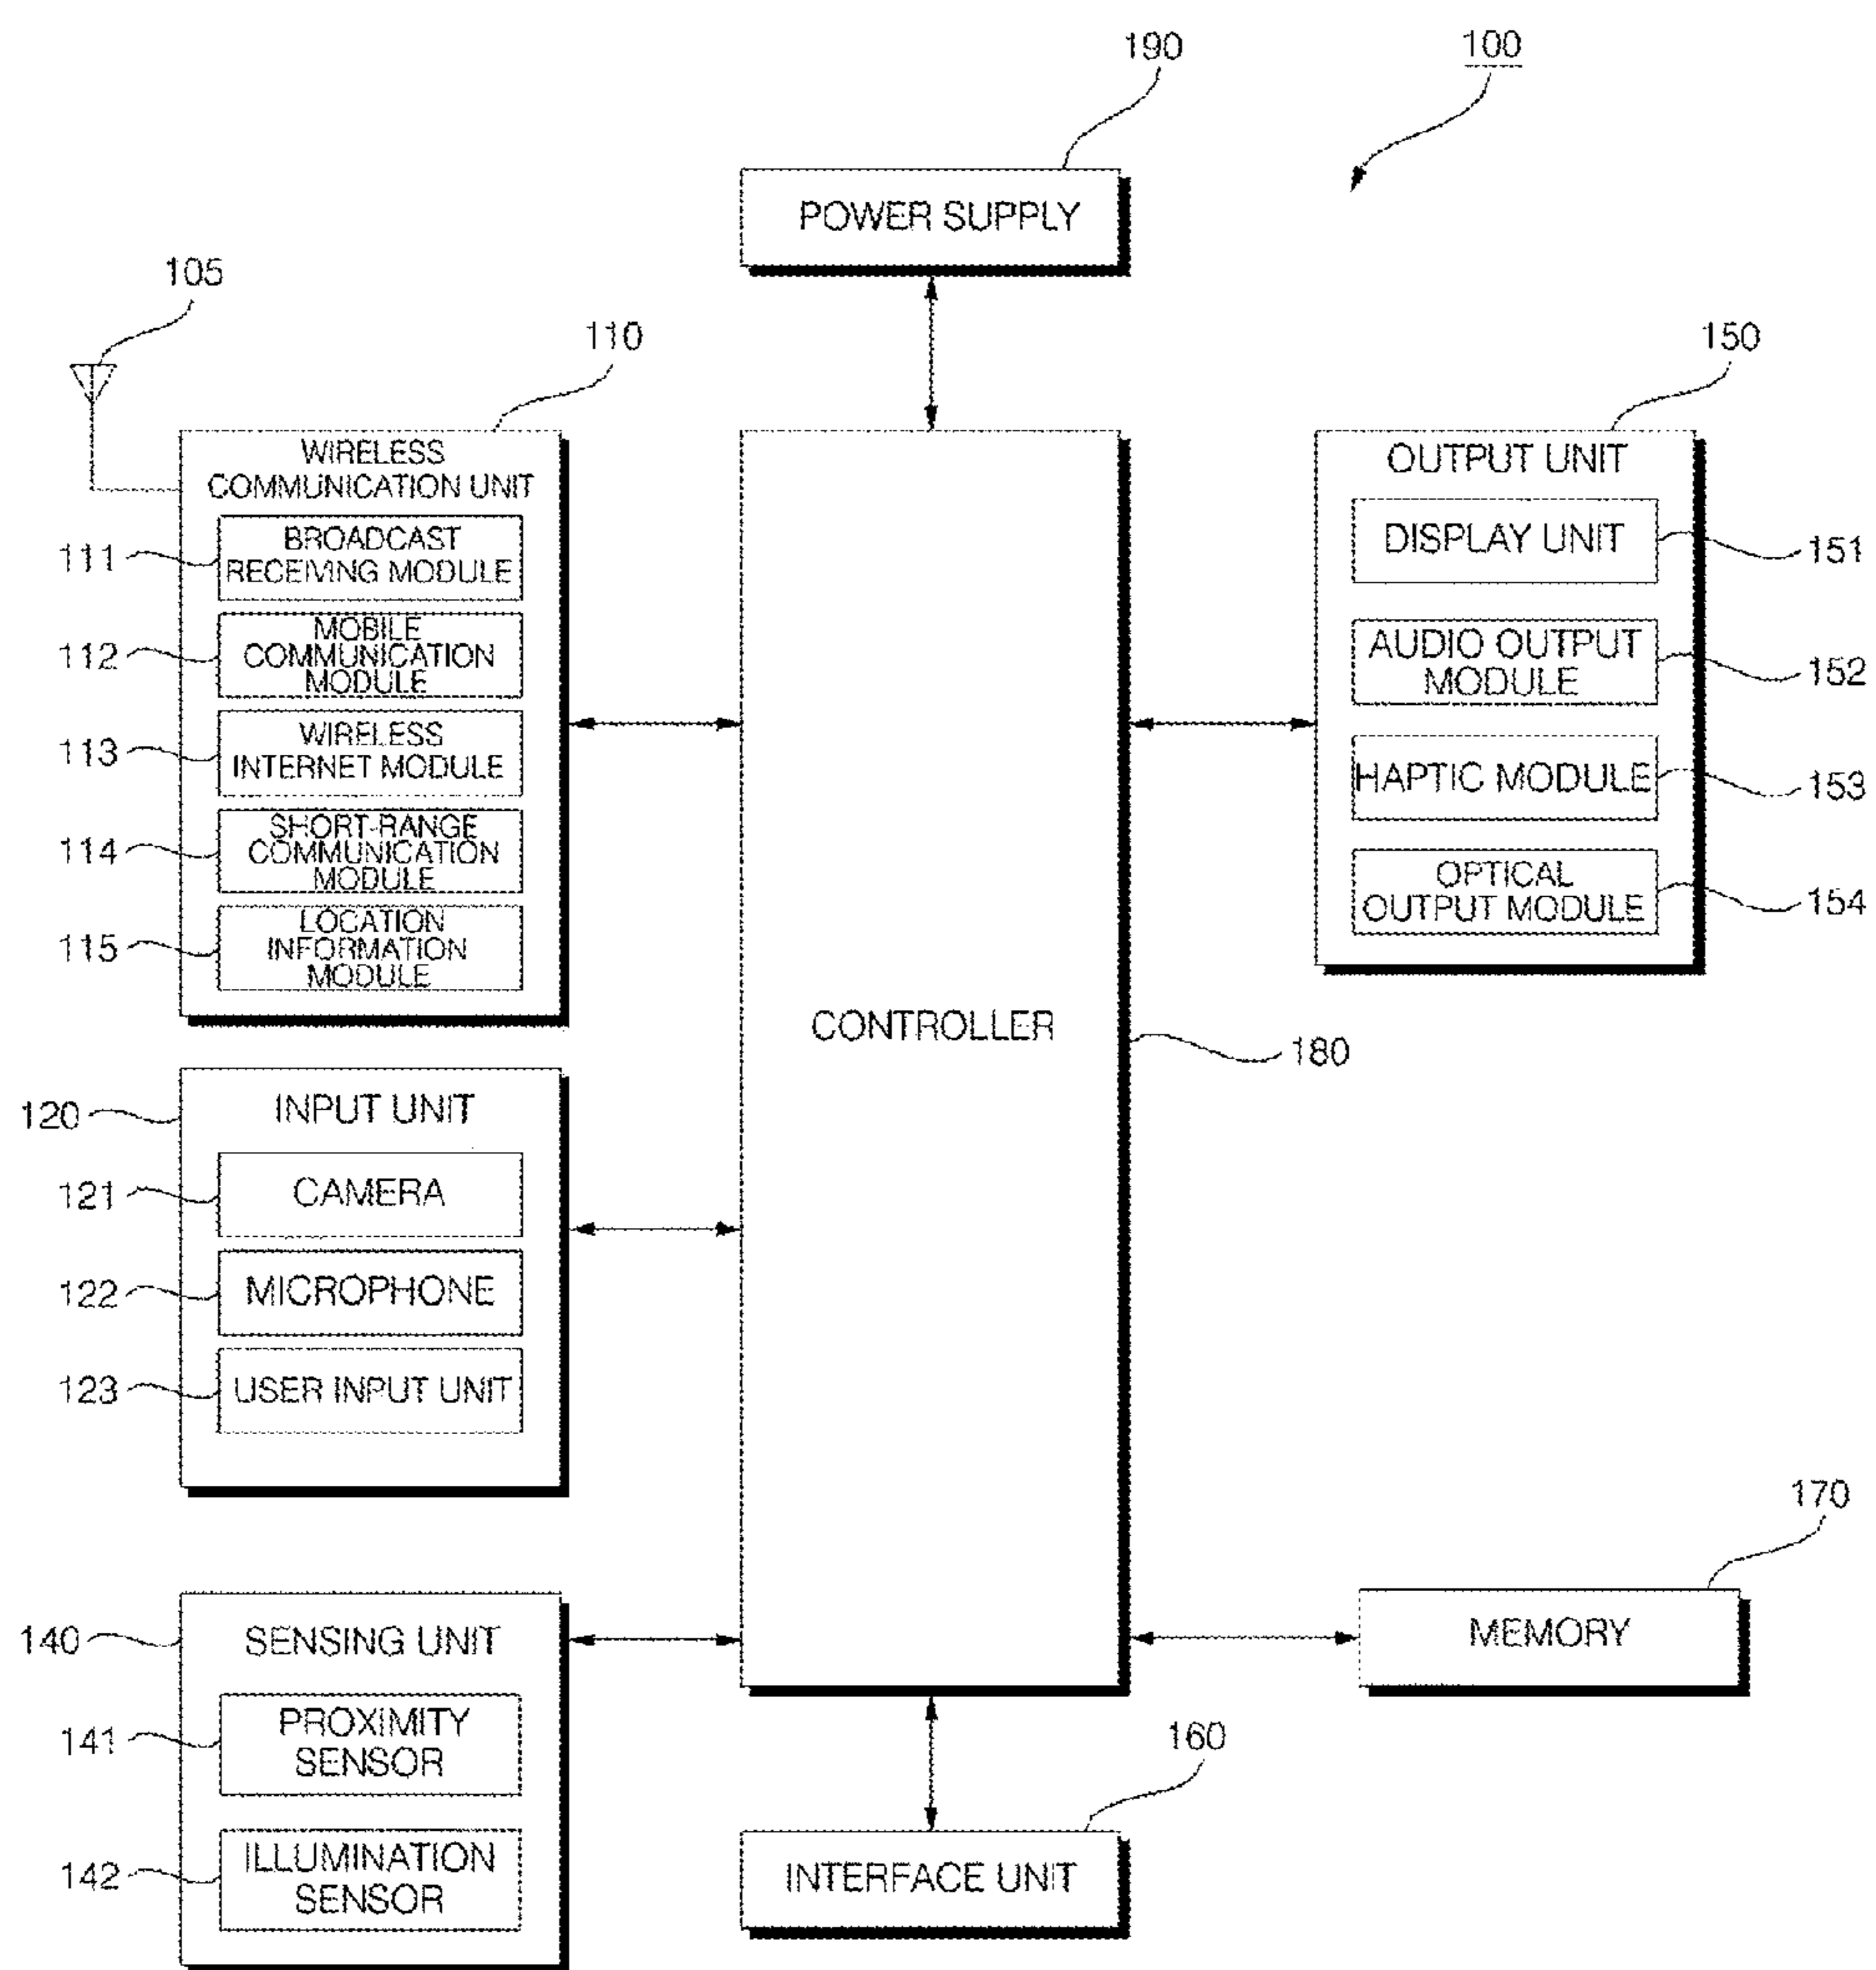 190
100
POWER SUPPLY
105
110
150
WIRELESS
COMMUNICATION UNIT
111
BROADCAST
RECEIVING MODULE
112
MOBILE
COMMUNICATION
MODULE
113
WIRELESS
INTERNET MODULE
114
SHORT-RANGE
COMMUNICATION
MODULE
115
LOCATION
INFORMATION
MODULE
CONTROLLER
180
OUTPUT UNIT
DISPLAY UNIT
151
AUDIO OUTPUT
MODULE
152
HAPTIC MODULE
153
OPTICAL
OUTPUT MODULE
154
120
INPUT UNIT
121
CAMERA
122
MICROPHONE
123
USER INPUT UNIT
170
MEMORY
140
SENSING UNIT
141
PROXIMITY
SENSOR
142
ILLUMINATION
SENSOR
160
INTERFACE UNIT